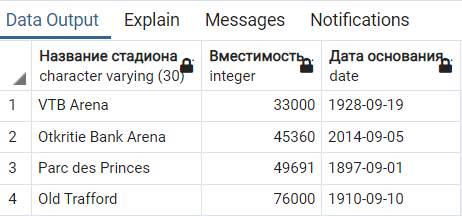 Data Output Explain Messages Notifications
Название стадиона Вместимость Дата основания
character varying (30) integer date
1 VTB Arena 33000 1928-09-19
2 Otkritie Bank Arena 45360 2014-09-05
3 Parc des Princes 49691 1897-09-01
4 Old Trafford 76000 1910-09-10